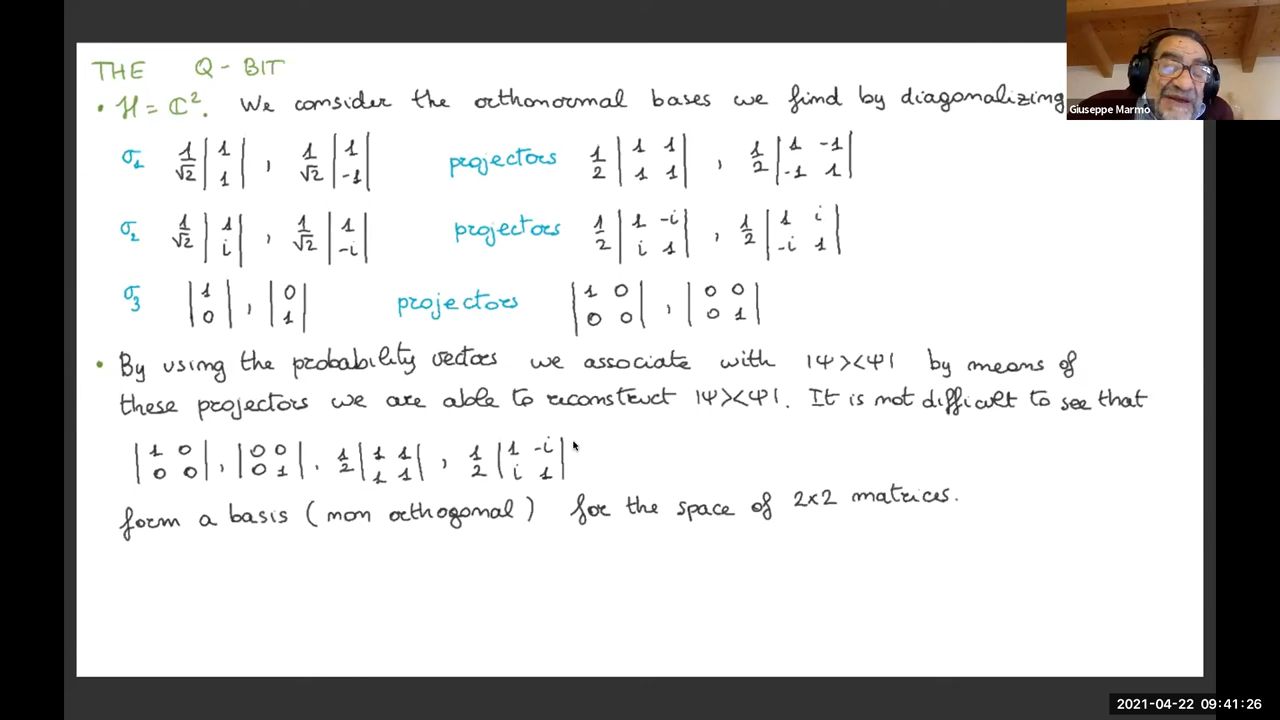 THE Q-BIT
• H = ℂ². We consider the orthonormal bases we find by diagonalizing
σ₁ 1/√2 |1 1|, 1/√2 |1 -1| projectors 1/2 |1 1; 1 1|, 1/2 |1 -1; -1 1|
σ₂ 1/√2 |1 i|, 1/√2 |1 -i| projectors 1/2 |1 -i; i 1|, 1/2 |1 i; -i 1|
σ₃ |1 0|, |0 1| projectors |1 0; 0 0|, |0 0; 0 1|
• By using the probability vectors we associate with |ψ><ψ| by means of
these projectors we are able to reconstruct |ψ><ψ|. It is not difficult to see that
|1 0; 0 0|, |0 0; 0 1|. 1/2 |1 1; 1 1|, 1/2 |1 -i; i 1|
form a basis (non orthogonal) for the space of 2x2 matrices.
Giuseppe Marmo
2021-04-22 09:41:26